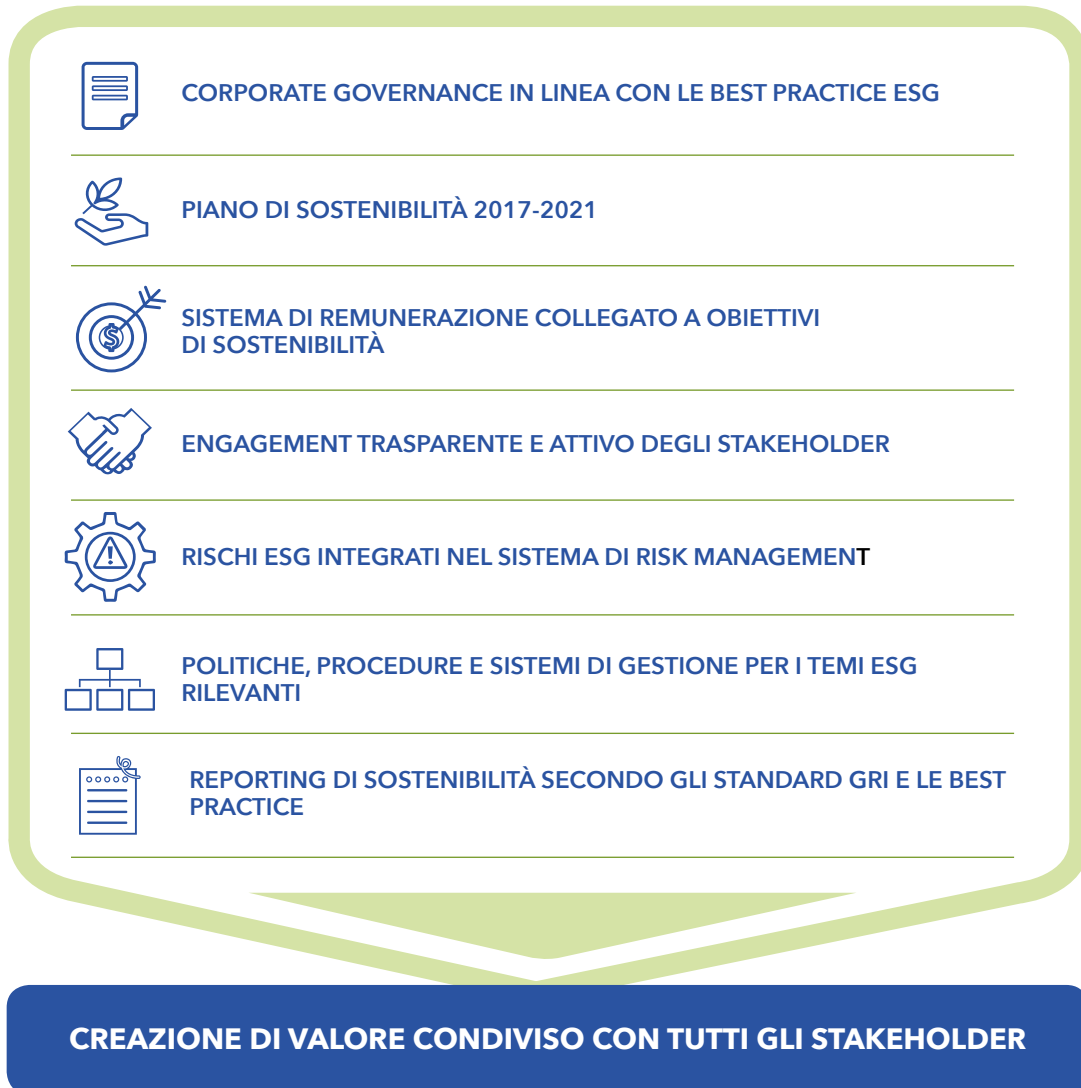 CORPORATE GOVERNANCE IN LINEA CON LE BEST PRACTICE ESG
PIANO DI SOSTENIBILITÀ 2017-2021
$
SISTEMA DI REMUNERAZIONE COLLEGATO A OBIETTIVI
DI SOSTENIBILITÀ
ENGAGEMENT TRASPARENTE E ATTIVO DEGLI STAKEHOLDER
RISCHI ESG INTEGRATI NEL SISTEMA DI RISK MANAGEMENT
POLITICHE, PROCEDURE E SISTEMI DI GESTIONE PER I TEMI ESG
RILEVANTI
REPORTING DI SOSTENIBILITÀ SECONDO GLI STANDARD GRI E LE BEST
PRACTICE
CREAZIONE DI VALORE CONDIVISO CON TUTTI GLI STAKEHOLDER